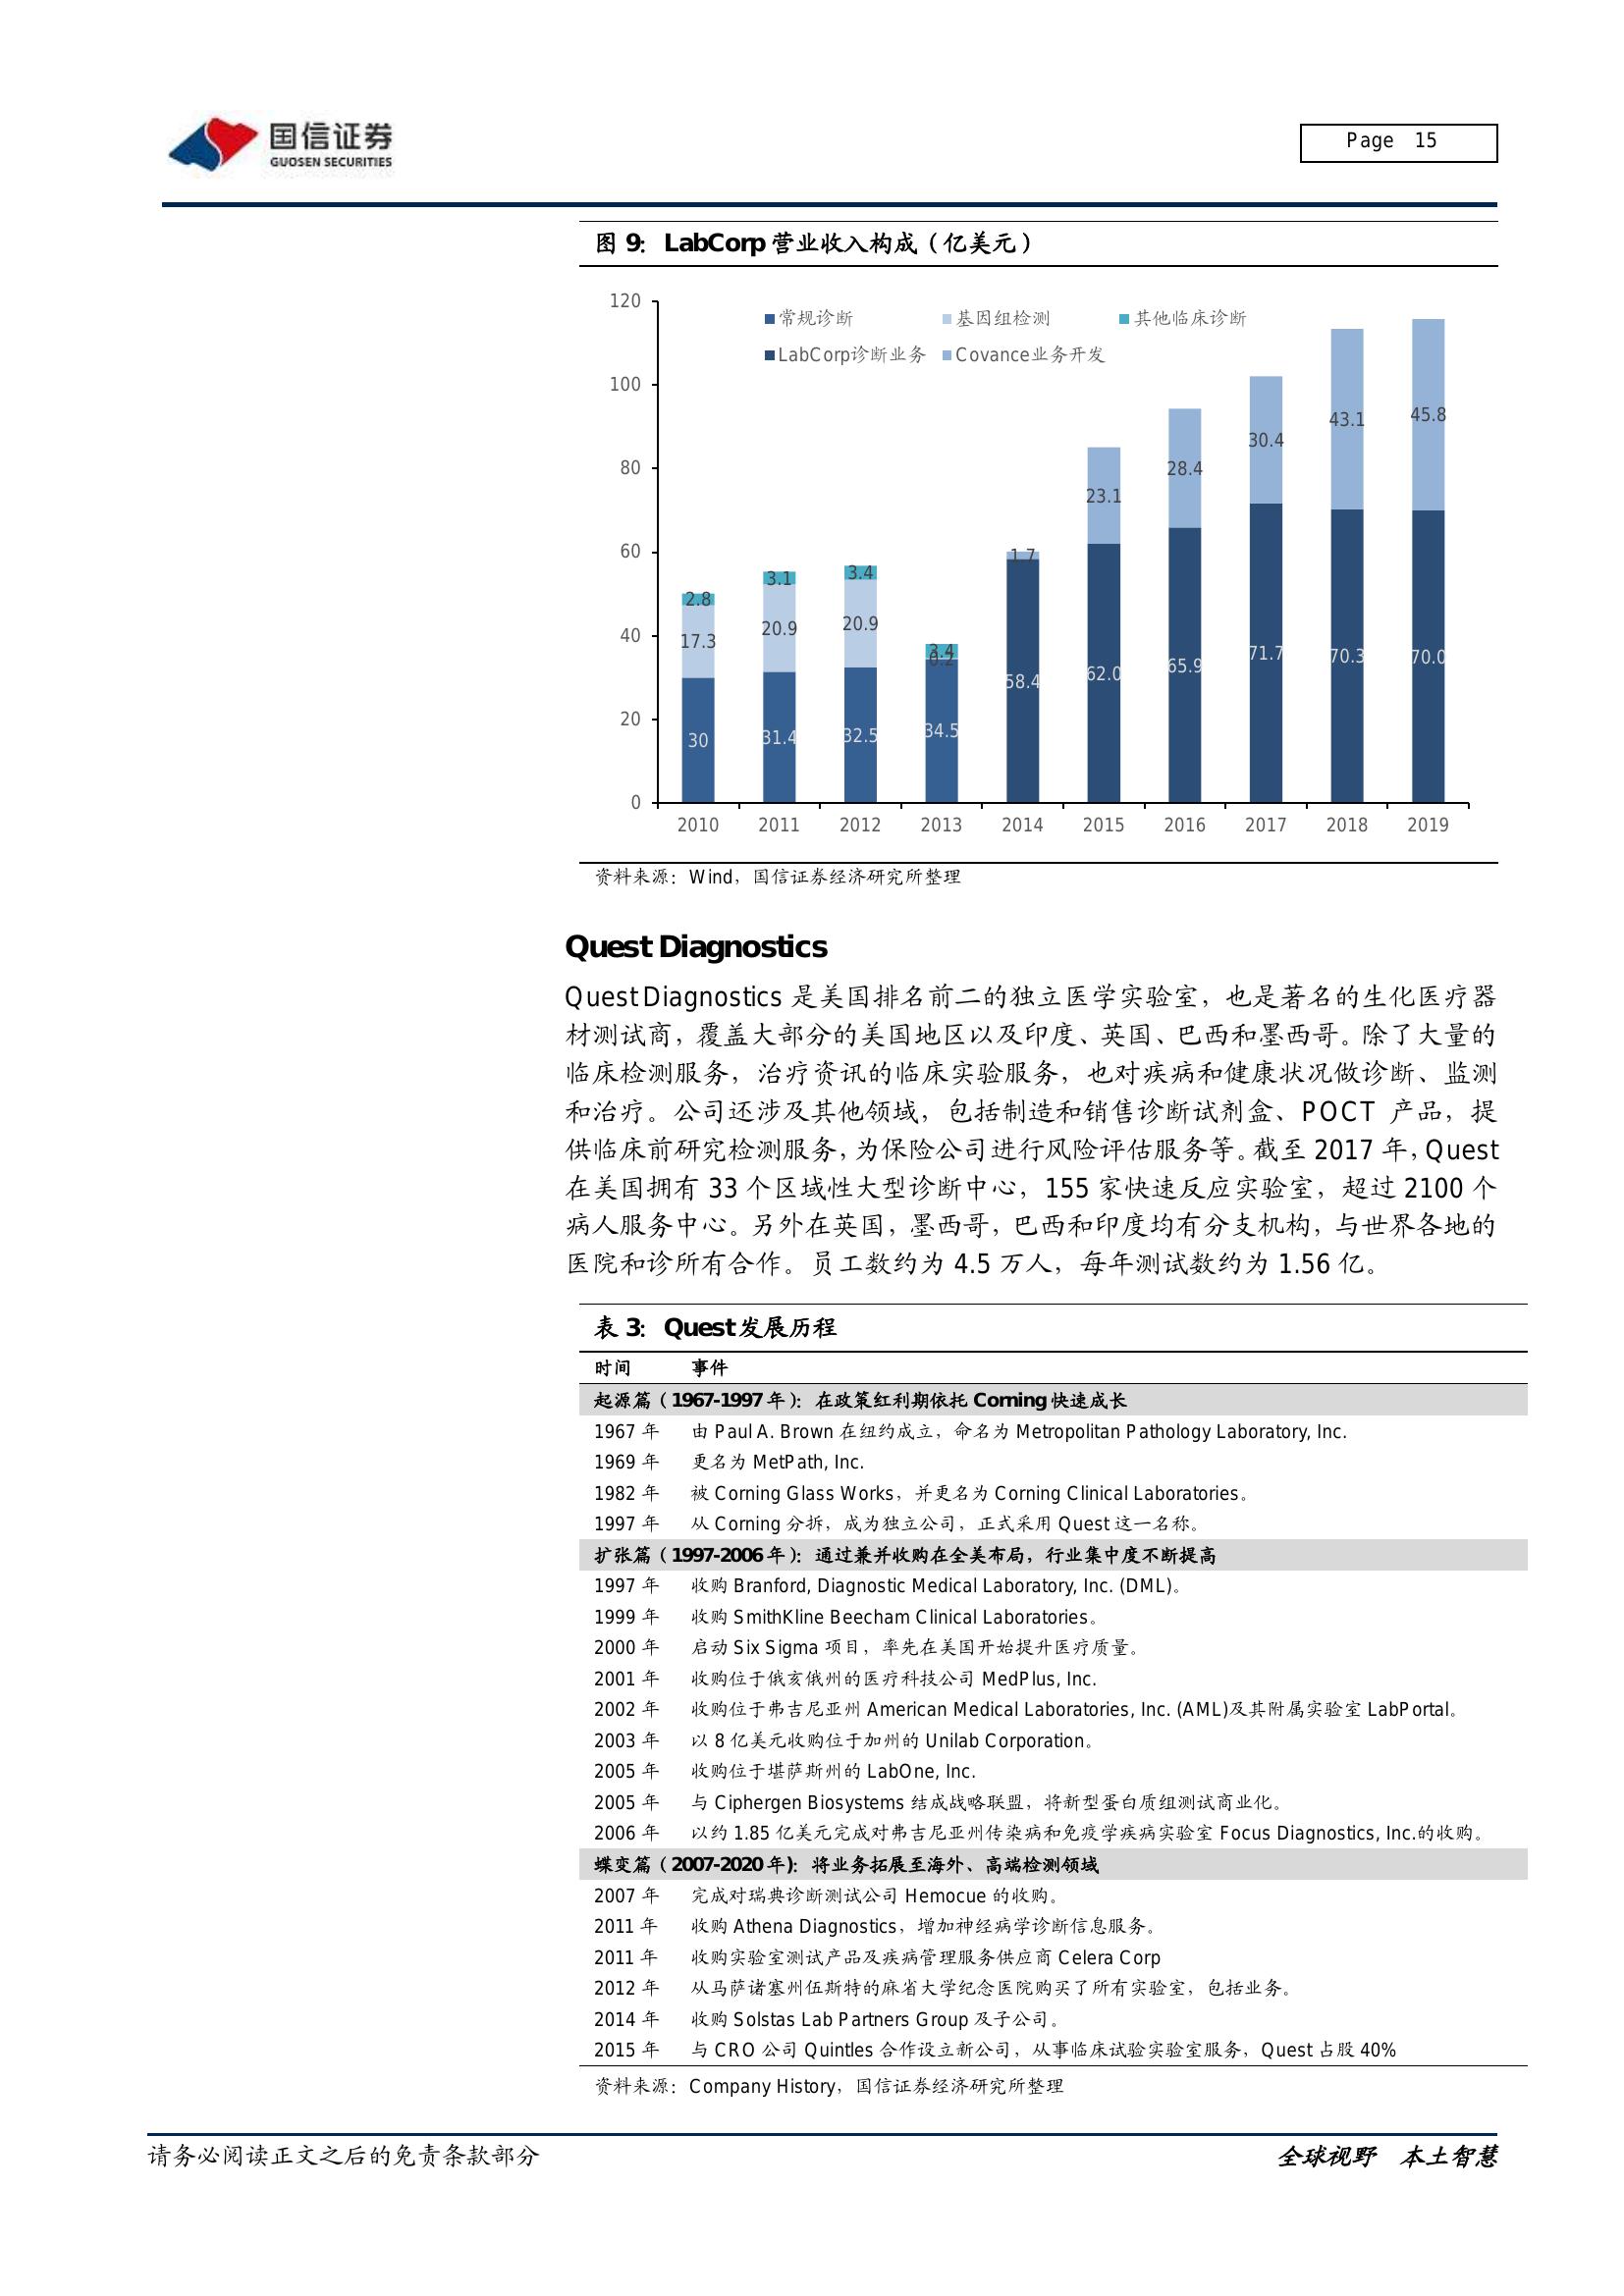 国信证券
GUOSEN SECURITIES
Page 15
图 9：LabCorp 营业收入构成（亿美元）
120
100
80
60
40
20
0
常规诊断 基因组检测 其他临床诊断
LabCorp诊断业务 Covance业务开发
2.8 3.1 3.4 3.4 1.7 23.1 28.4 30.4 43.1 45.8
17.3 20.9 20.9 0.2
30 31.4 32.5 34.5 58.4 62.0 65.9 71.7 70.3 70.0
2010 2011 2012 2013 2014 2015 2016 2017 2018 2019
资料来源：Wind，国信证券经济研究所整理
Quest Diagnostics
Quest Diagnostics 是美国排名前二的独立医学实验室，也是著名的生化医疗器
材测试商，覆盖大部分的美国地区以及印度、英国、巴西和墨西哥。除了大量的
临床检测服务，治疗资讯的临床实验服务，也对疾病和健康状况做诊断、监测
和治疗。公司还涉及其他领域，包括制造和销售诊断试剂盒、POCT 产品，提
供临床前研究检测服务，为保险公司进行风险评估服务等。截至 2017 年，Quest
在美国拥有 33 个区域性大型诊断中心，155 家快速反应实验室，超过 2100 个
病人服务中心。另外在英国，墨西哥，巴西和印度均有分支机构，与世界各地的
医院和诊所有合作。员工数约为 4.5 万人，每年测试数约为 1.56 亿。
表 3：Quest 发展历程
时间 事件
起源篇（1967-1997 年）：在政策红利期依托 Corning 快速成长
1967 年 由 Paul A. Brown 在纽约成立，命名为 Metropolitan Pathology Laboratory, Inc.
1969 年 更名为 MetPath, Inc.
1982 年 被 Corning Glass Works，并更名为 Corning Clinical Laboratories。
1997 年 从 Corning 分拆，成为独立公司，正式采用 Quest 这一名称。
扩张篇（1997-2006 年）：通过兼并收购在全美布局，行业集中度不断提高
1997 年 收购 Branford, Diagnostic Medical Laboratory, Inc. (DML)。
1999 年 收购 SmithKline Beecham Clinical Laboratories。
2000 年 启动 Six Sigma 项目，率先在美国开始提升医疗质量。
2001 年 收购位于俄亥俄州的医疗科技公司 MedPlus, Inc.
2002 年 收购位于弗吉尼亚州 American Medical Laboratories, Inc. (AML)及其附属实验室 LabPortal。
2003 年 以 8 亿美元收购位于加州的 Unilab Corporation。
2005 年 收购位于堪萨斯州的 LabOne, Inc.
2005 年 与 Ciphergen Biosystems 结成战略联盟，将新型蛋白质组测试商业化。
2006 年 以约 1.85 亿美元完成对弗吉尼亚州传染病和免疫学疾病实验室 Focus Diagnostics, Inc.的收购。
蝶变篇（2007-2020 年)：将业务拓展至海外、高端检测领域
2007 年 完成对瑞典诊断测试公司 Hemocue 的收购。
2011 年 收购 Athena Diagnostics，增加神经病学诊断信息服务。
2011 年 收购实验室测试产品及疾病管理服务供应商 Celera Corp
2012 年 从马萨诸塞州伍斯特的麻省大学纪念医院购买了所有实验室，包括业务。
2014 年 收购 Solstas Lab Partners Group 及子公司。
2015 年 与 CRO 公司 Quintles 合作设立新公司，从事临床试验实验室服务，Quest 占股 40%
资料来源：Company History，国信证券经济研究所整理
请务必阅读正文之后的免责条款部分
全球视野 本土智慧